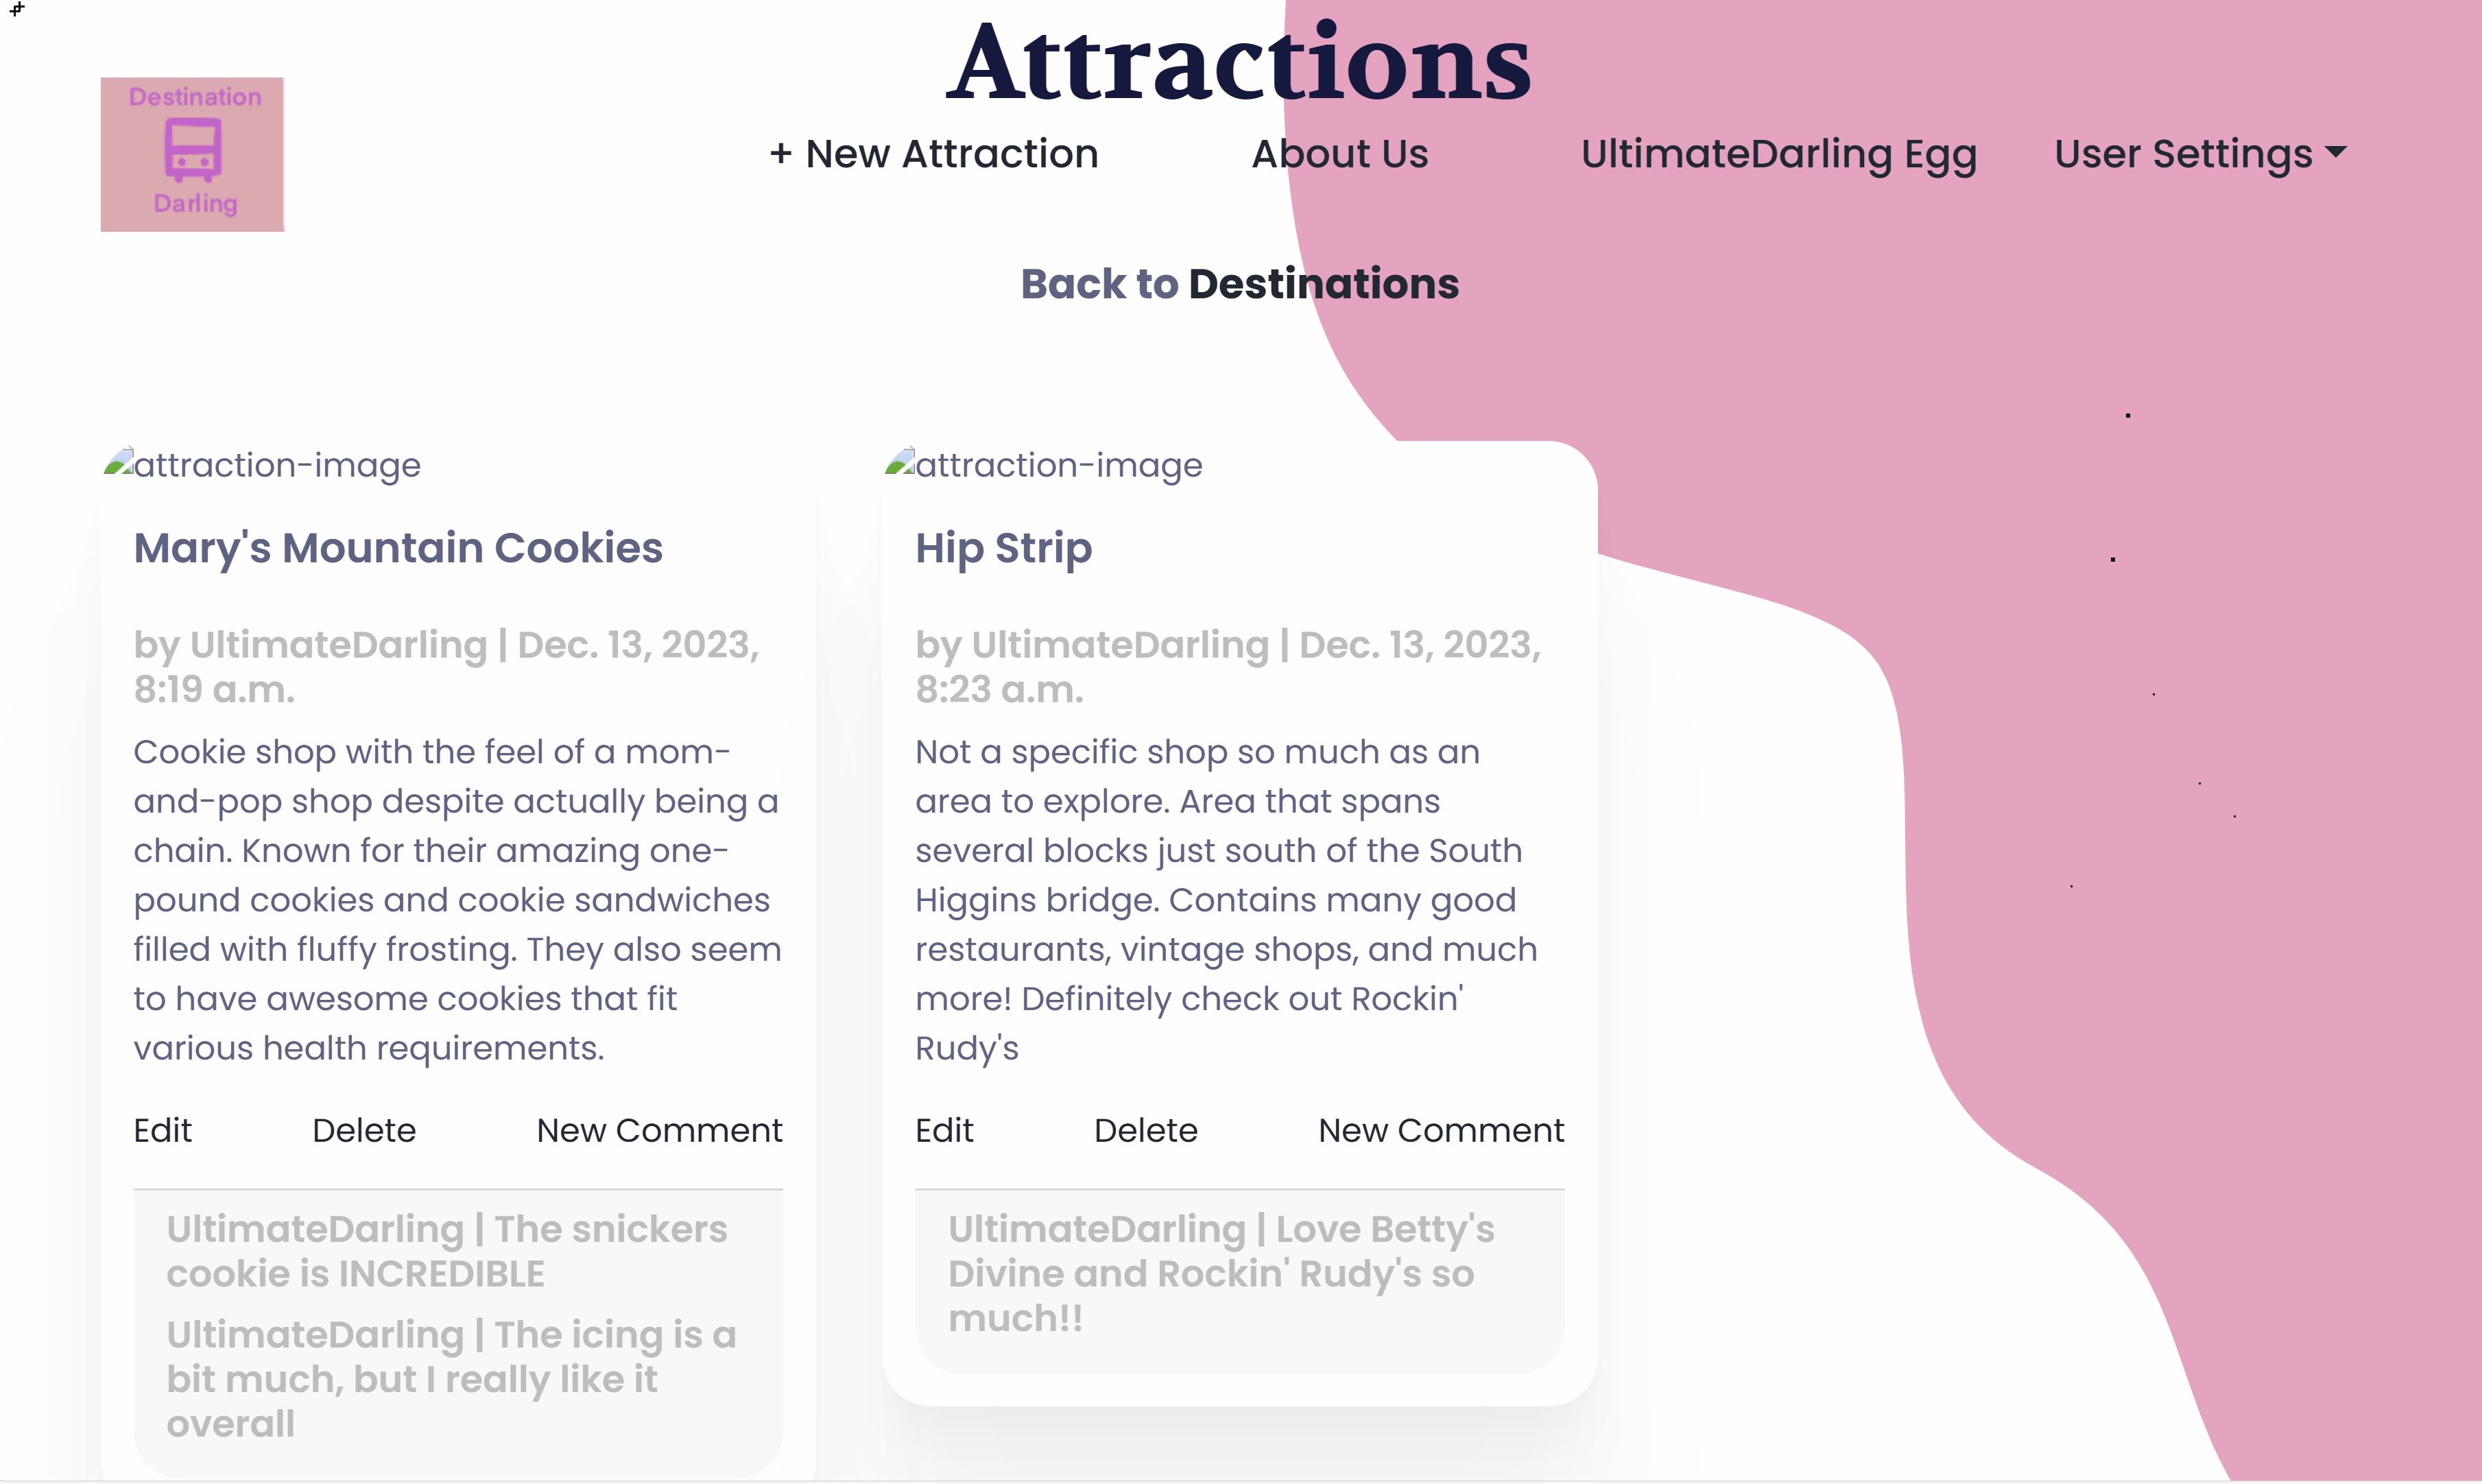 Attractions
Destination
Darling
+ New Attraction
About Us
UltimateDarling Egg
User Settings
Back to Destinations
attraction-image
Mary's Mountain Cookies
by UltimateDarling | Dec. 13, 2023,
8:19 a.m.
Cookie shop with the feel of a mom-
and-pop shop despite actually being a
chain. Known for their amazing one-
pound cookies and cookie sandwiches
filled with fluffy frosting. They also seem
to have awesome cookies that fit
various health requirements.
Edit
Delete
New Comment
UltimateDarling | The snickers
cookie is INCREDIBLE
UltimateDarling | The icing is a
bit much, but I really like it
overall
attraction-image
Hip Strip
by UltimateDarling | Dec. 13, 2023,
8:23 a.m.
Not a specific shop so much as an
area to explore. Area that spans
several blocks just south of the South
Higgins bridge. Contains many good
restaurants, vintage shops, and much
more! Definitely check out Rockin'
Rudy's
Edit
Delete
New Comment
UltimateDarling | Love Betty's
Divine and Rockin' Rudy's so
much!!